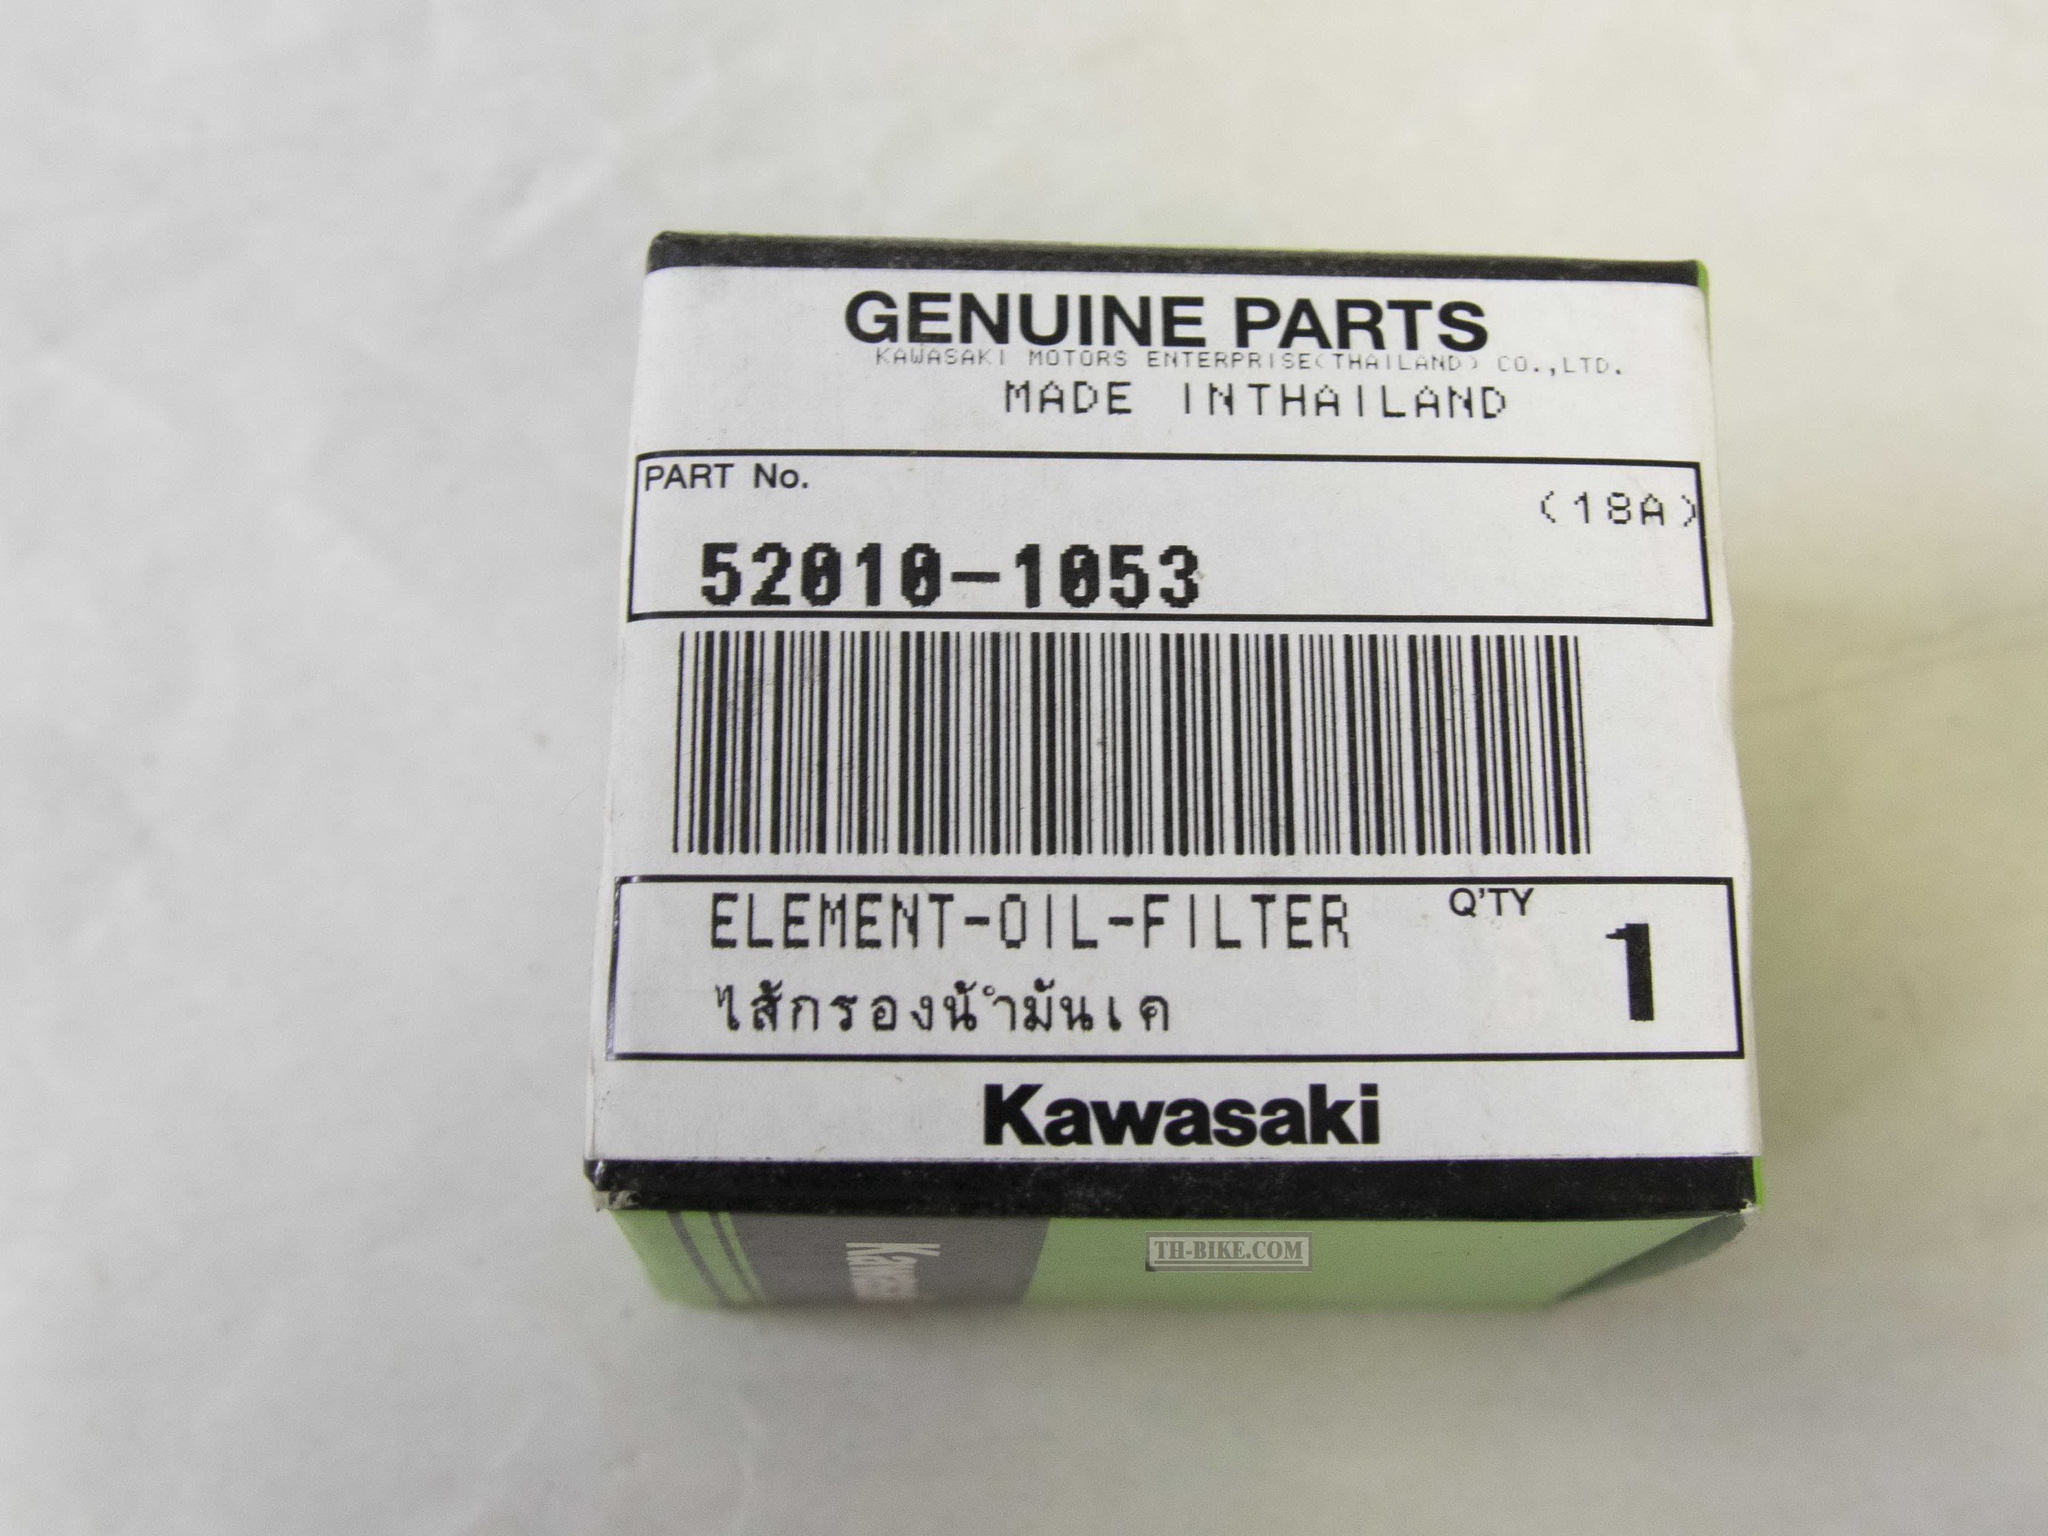 GENUINE PARTS
KAWASAKI MOTORS ENTERPRISE(THAILAND) CO.,LTD.
MADE INTHAILAND
PART No.
(18A)
52010-1053
ELEMENT-OIL-FILTER
Q'TY
1
ไส้กรองน้ำมันเค
Kawasaki
TH-BIKE.COM